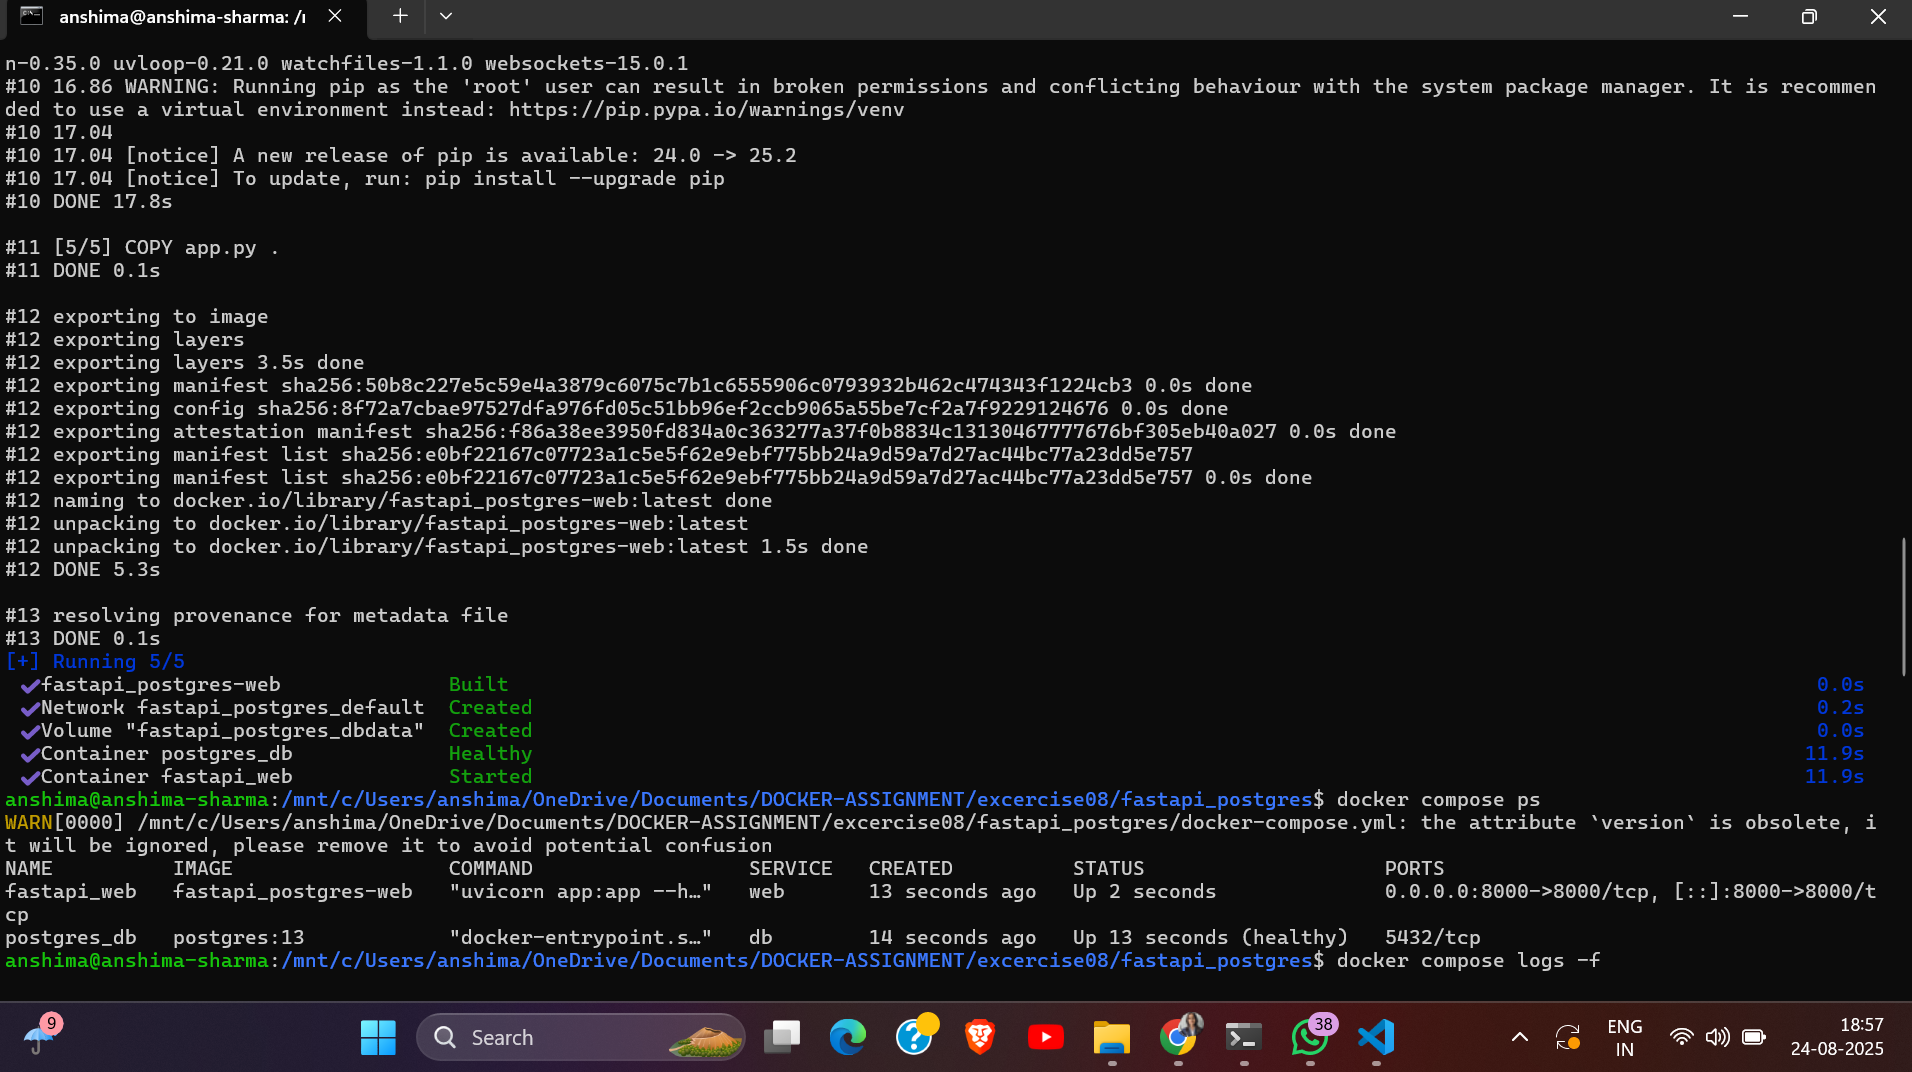 anshima@anshima-sharma: /r
n-0.35.0 uvloop-0.21.0 watchfiles-1.1.0 websockets-15.0.1
#10 16.86 WARNING: Running pip as the 'root' user can result in broken permissions and conflicting behaviour with the system package manager. It is recommen
ded to use a virtual environment instead: https://pip.pypa.io/warnings/venv
#10 17.04
#10 17.04 [notice] A new release of pip is available: 24.0 -> 25.2
#10 17.04 [notice] To update, run: pip install --upgrade pip
#10 DONE 17.8s
#11 [5/5] COPY app.py .
#11 DONE 0.1s
#12 exporting to image
#12 exporting layers
#12 exporting layers 3.5s done
#12 exporting manifest sha256:50b8c227e5c59e4a3879c6075c7b1c6555906c0793932b462c474343f1224cb3 0.0s done
#12 exporting config sha256:8f72a7cbae97527dfa976fd05c51bb96ef2ccb9065a55be7cf2a7f9229124676 0.0s done
#12 exporting attestation manifest sha256:f86a38ee3950fd834a0c363277a37f0b8834c13130467777676bf305eb40a027 0.0s done
#12 exporting manifest list sha256:e0bf22167c07723a1c5e5f62e9ebf775bb24a9d59a7d27ac44bc77a23dd5e757
#12 exporting manifest list sha256:e0bf22167c07723a1c5e5f62e9ebf775bb24a9d59a7d27ac44bc77a23dd5e757 0.0s done
#12 naming to docker.io/library/fastapi_postgres-web:latest done
#12 unpacking to docker.io/library/fastapi_postgres-web:latest
#12 unpacking to docker.io/library/fastapi_postgres-web:latest 1.5s done
#12 DONE 5.3s
#13 resolving provenance for metadata file
#13 DONE 0.1s
[+] Running 5/5
✔fastapi_postgres-web Built 0.0s
✔Network fastapi_postgres_default Created 0.2s
✔Volume "fastapi_postgres_dbdata" Created 0.0s
✔Container postgres_db Healthy 11.9s
✔Container fastapi_web Started 11.9s
anshima@anshima-sharma:/mnt/c/Users/anshima/OneDrive/Documents/DOCKER-ASSIGNMENT/excercise08/fastapi_postgres$ docker compose ps
WARN[0000] /mnt/c/Users/anshima/OneDrive/Documents/DOCKER-ASSIGNMENT/excercise08/fastapi_postgres/docker-compose.yml: the attribute `version` is obsolete, i
t will be ignored, please remove it to avoid potential confusion
NAME IMAGE COMMAND SERVICE CREATED STATUS PORTS
fastapi_web fastapi_postgres-web "uvicorn app:app --h…" web 13 seconds ago Up 2 seconds 0.0.0.0:8000->8000/tcp, [::]:8000->8000/t
cp
postgres_db postgres:13 "docker-entrypoint.s…" db 14 seconds ago Up 13 seconds (healthy) 5432/tcp
anshima@anshima-sharma:/mnt/c/Users/anshima/OneDrive/Documents/DOCKER-ASSIGNMENT/excercise08/fastapi_postgres$ docker compose logs -f
9
Search
38
ENG
IN
18:57
24-08-2025